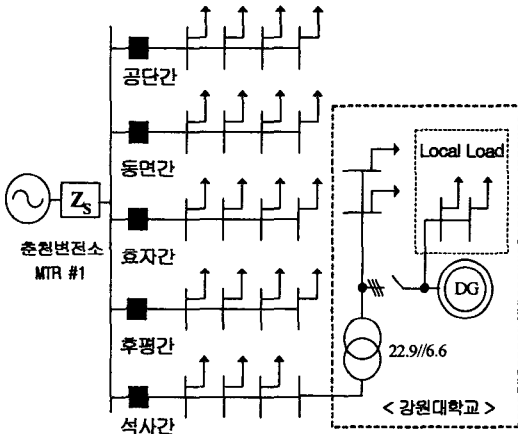 공단간
동면간
Local Load
Z_S
춘천변전소
MTR #1
효자간
DG
후평간
22.9//6.6
석사간
< 강원대학교 >